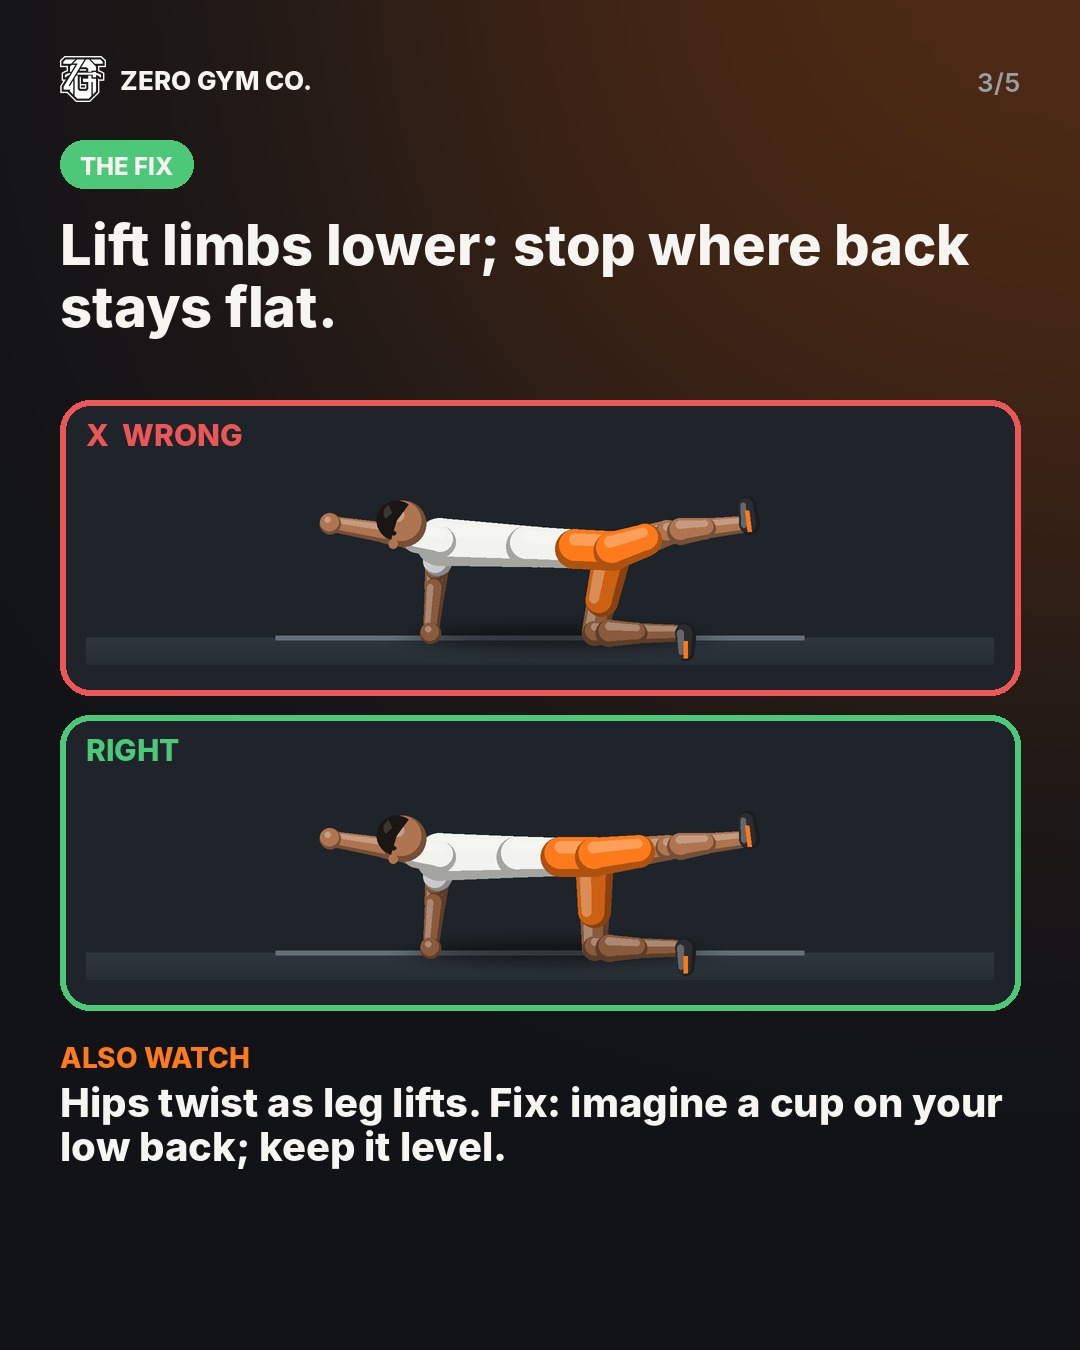 ZERO GYM CO.
3/5
THE FIX
Lift limbs lower; stop where back
stays flat.
X WRONG
RIGHT
ALSO WATCH
Hips twist as leg lifts. Fix: imagine a cup on your
low back; keep it level.